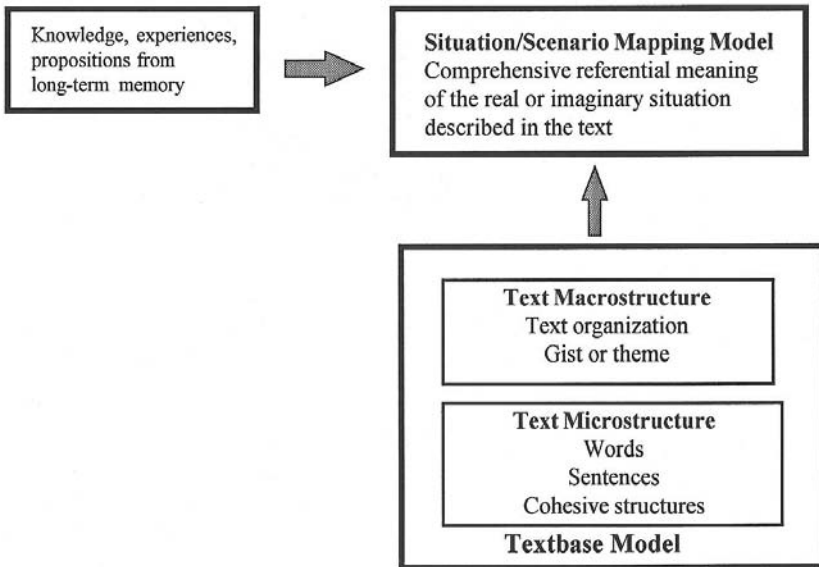 Knowledge, experiences,
propositions from
long-term memory
Situation/Scenario Mapping Model
Comprehensive referential meaning
of the real or imaginary situation
described in the text
Text Macrostructure
Text organization
Gist or theme
Text Microstructure
Words
Sentences
Cohesive structures
Textbase Model